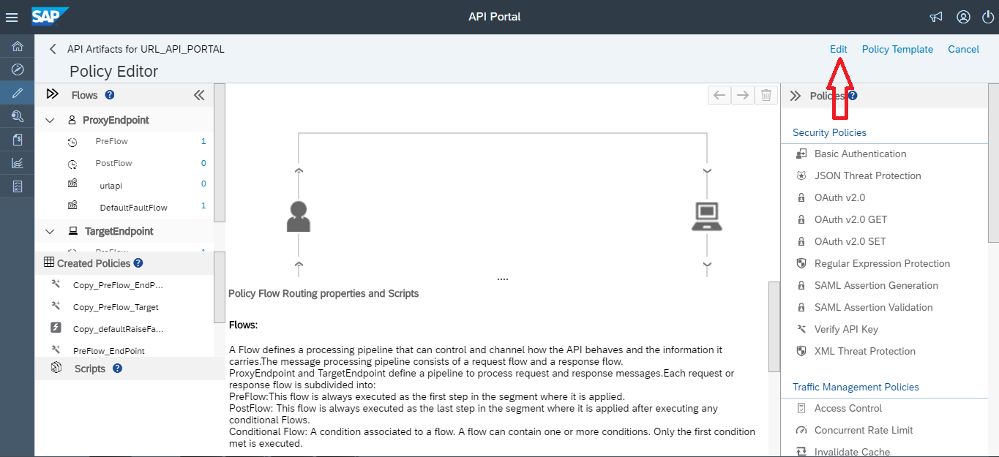 SAP
API Portal
API Artifacts for URL_API_PORTAL
Edit
Policy Template
Cancel
Policy Editor
Flows ?
ProxyEndpoint
PreFlow 1
PostFlow 0
urlapi 0
DefaultFaultFlow 1
TargetEndpoint
PreFlow 1
Created Policies ?
Copy_PreFlow_EndP...
Copy_PreFlow_Target
Copy_defaultRaiseFa...
PreFlow_EndPoint
Scripts ?
....
Policy Flow Routing properties and Scripts
Flows:
A Flow defines a processing pipeline that can control and channel how the API behaves and the information it
carries.The message processing pipeline consists of a request flow and a response flow.
ProxyEndpoint and TargetEndpoint define a pipeline to process request and response messages.Each request or
response flow is subdivided into:
PreFlow:This flow is always executed as the first step in the segment where it is applied.
PostFlow: This flow is always executed as the last step in the segment where it is applied after executing any
conditional Flows.
Conditional Flow: A condition associated to a flow. A flow can contain one or more conditions. Only the first condition
met is executed.
Policies ?
Security Policies
Basic Authentication
JSON Threat Protection
OAuth v2.0
OAuth v2.0 GET
OAuth v2.0 SET
Regular Expression Protection
SAML Assertion Generation
SAML Assertion Validation
Verify API Key
XML Threat Protection
Traffic Management Policies
Access Control
Concurrent Rate Limit
Invalidate Cache